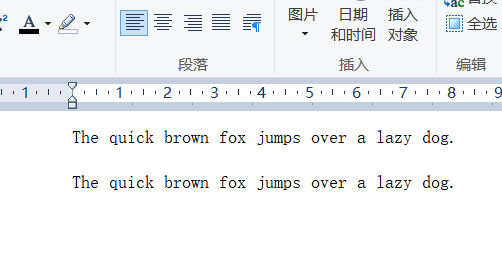 A
图片
日期
和时间
插入
对象
全选
段落
插入
编辑
1 1 2 3 4 5 6 7 8 9
The quick brown fox jumps over a lazy dog.
The quick brown fox jumps over a lazy dog.